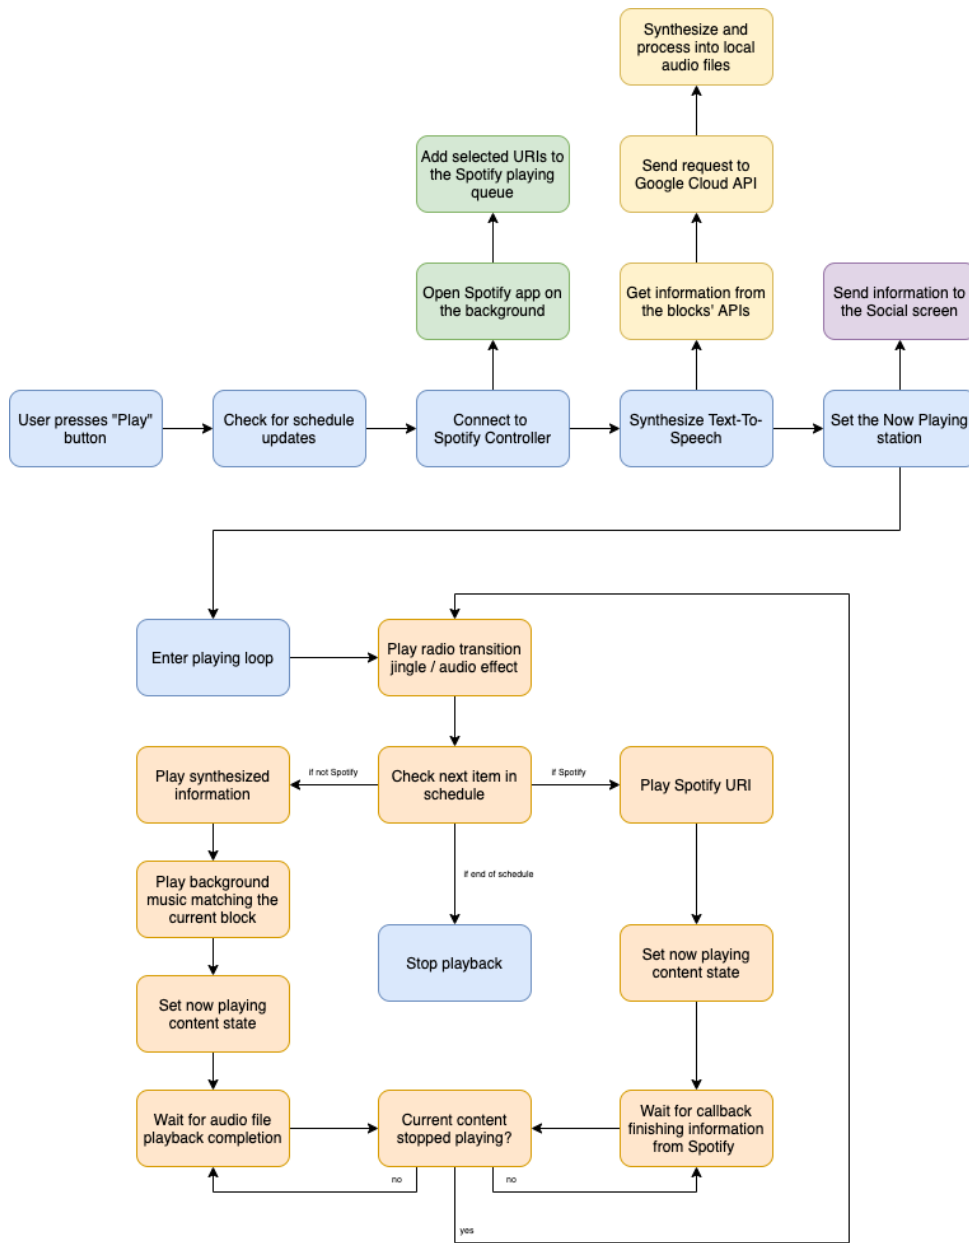 Synthesize and
process into local
audio files
Add selected URIs to
the Spotify playing
queue
Send request to
Google Cloud API
Open Spotify app on
the background
Get information from
the blocks' APIs
Send information to
the Social screen
User presses "Play"
button
Check for schedule
updates
Connect to
Spotify Controller
Synthesize Text-To-
Speech
Set the Now Playing
station
Enter playing loop
Play radio transition
jingle / audio effect
Play synthesized
information
if not Spotify
Check next item in
schedule
if Spotify
Play Spotify URI
Play background
music matching the
current block
if end of schedule
Stop playback
Set now playing
content state
Set now playing
content state
Wait for audio file
playback completion
Current content
stopped playing?
Wait for callback
finishing information
from Spotify
no
no
yes